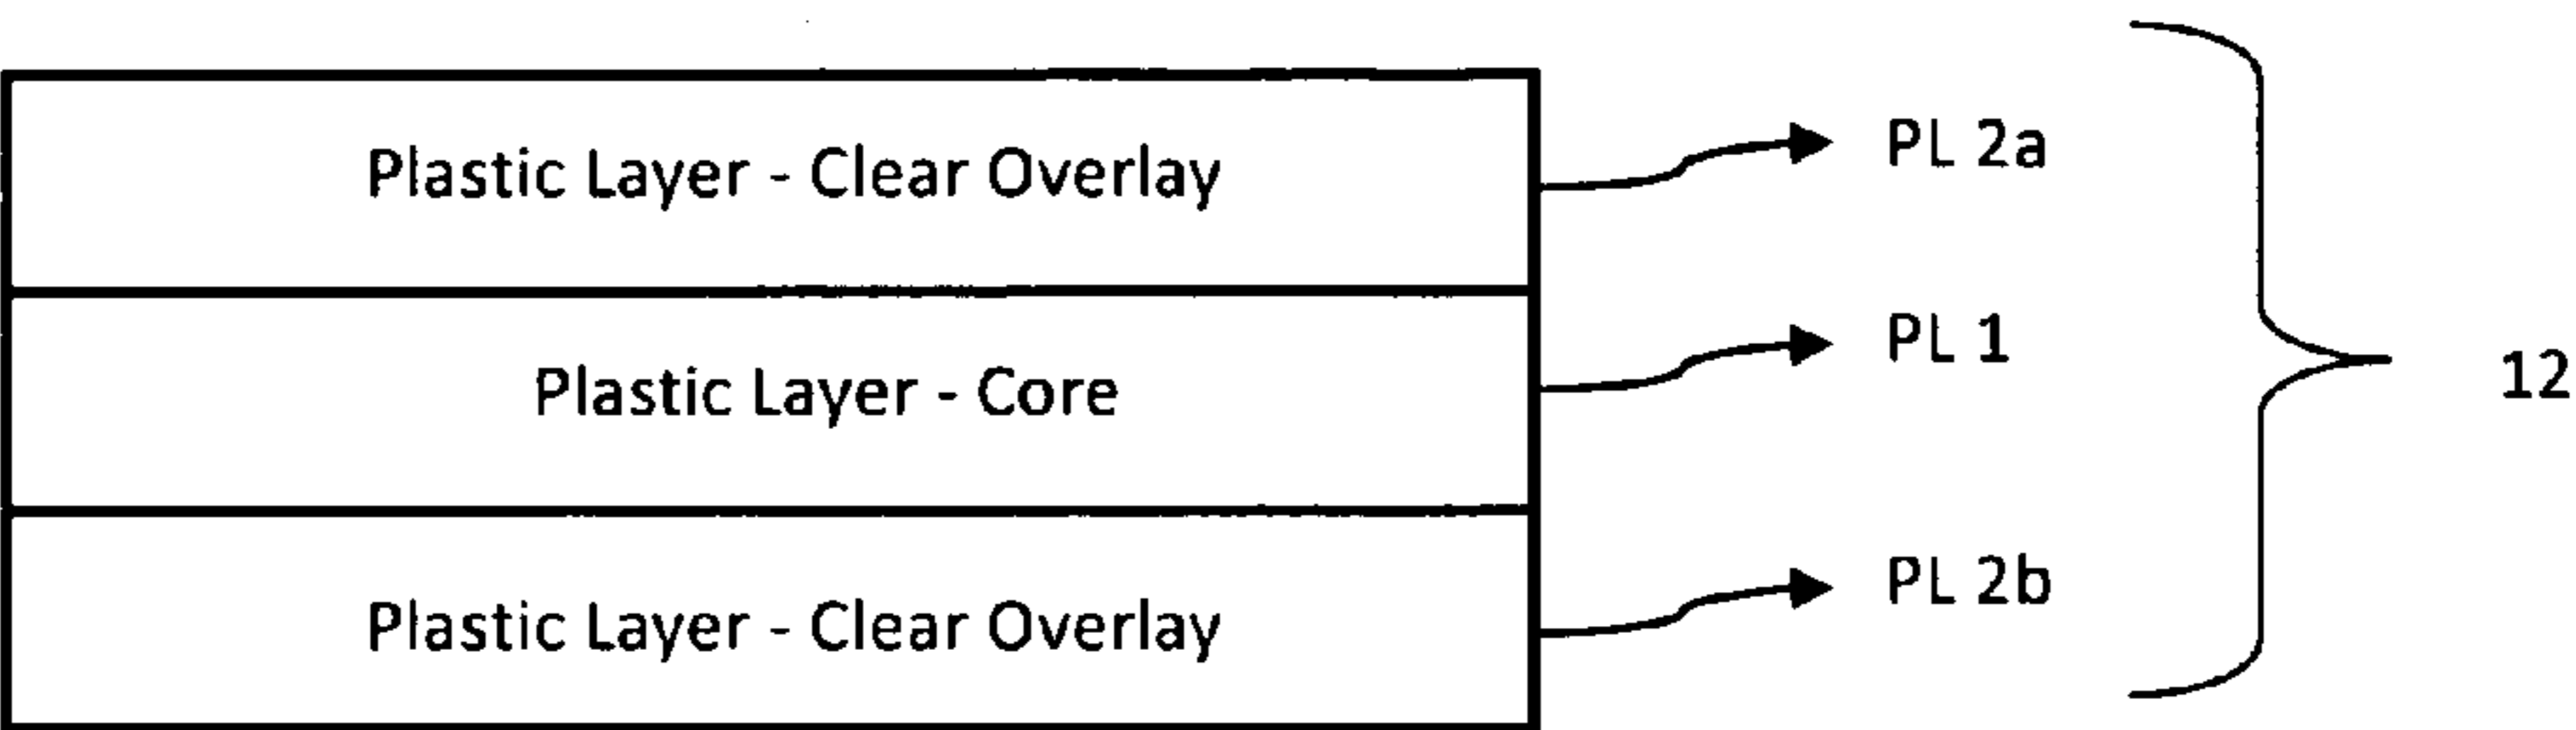 Plastic Layer - Clear Overlay
PL 2a
Plastic Layer - Core
PL 1
Plastic Layer - Clear Overlay
PL 2b
12